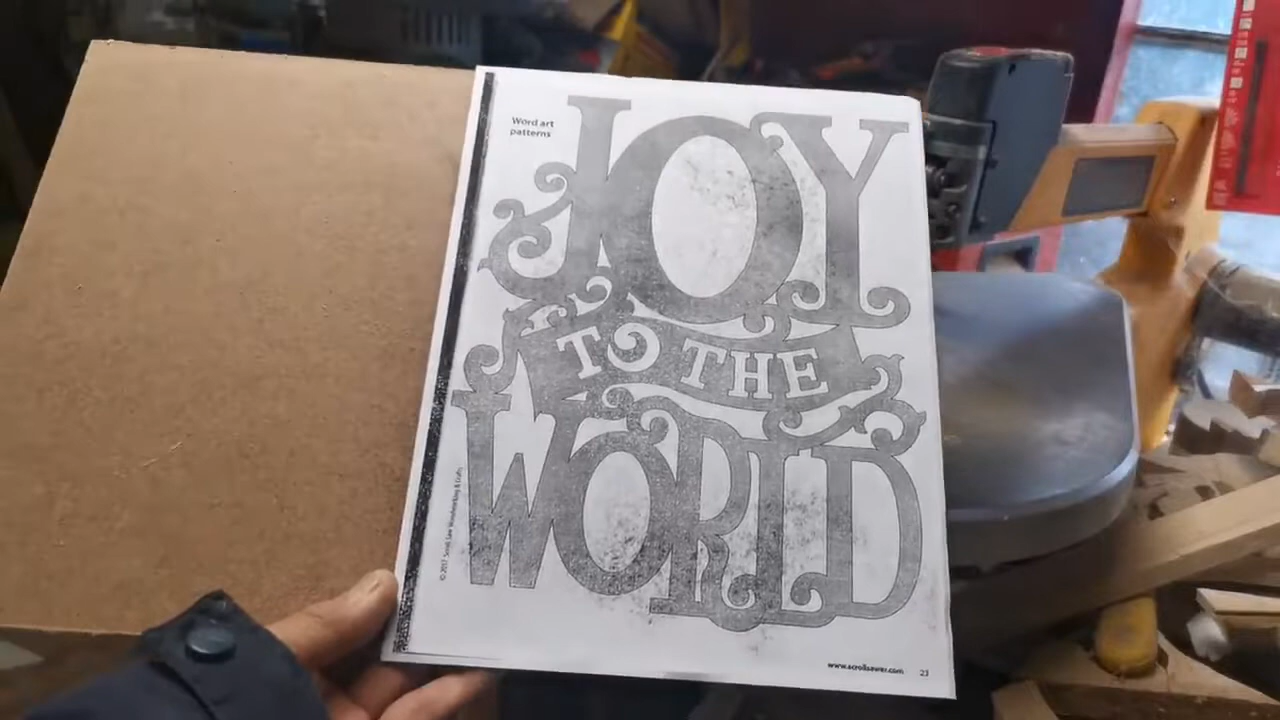 Word art
patterns
JOY
TO THE
WORLD
© 2017 Scroll Saw Woodworking & Crafts
www.scrollsawer.com 23